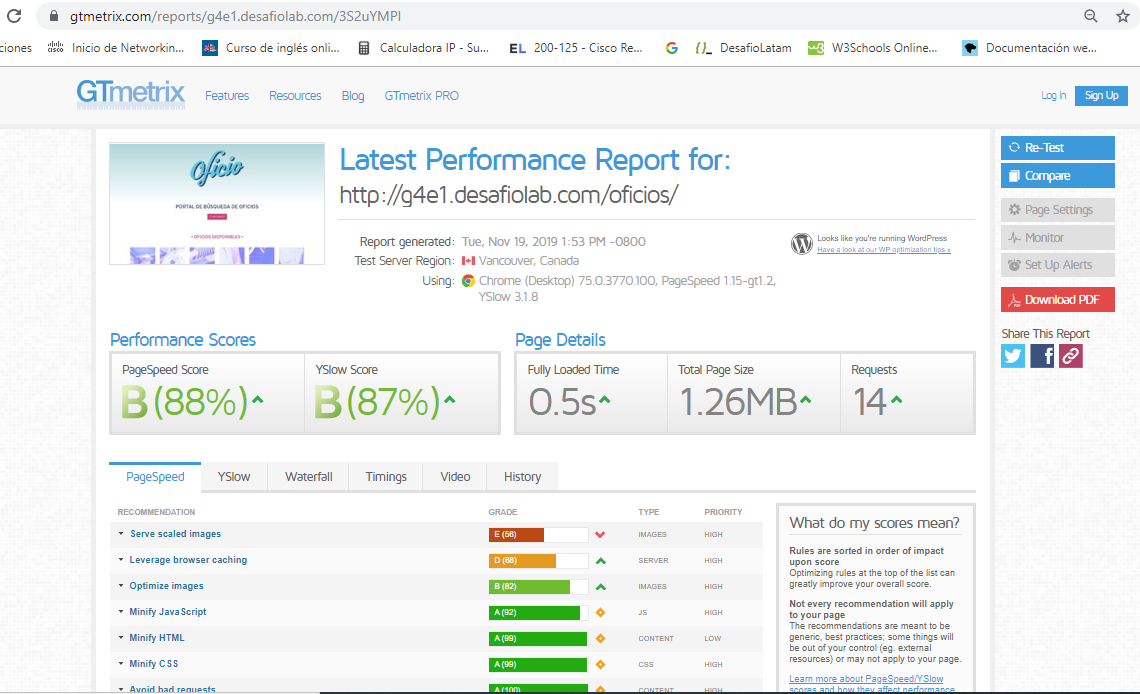 gtmetrix.com/reports/g4e1.desafiolab.com/3S2uYMPI
ciones
cisco
Inicio de Networkin...
Curso de inglés onli...
Calculadora IP - Su...
EL
200-125 - Cisco Re...
DesafioLatam
W3Schools Online...
Documentación we...
GTmetrix
Features
Resources
Blog
GTmetrix PRO
Log In
Sign Up
Oficio
PORTAL DE BÚSQUEDA DE OFICIOS
• OFICIOS DISPONIBLES •
Latest Performance Report for:
http://g4e1.desafiolab.com/oficios/
Report generated: Tue, Nov 19, 2019 1:53 PM -0800
Test Server Region: Vancouver, Canada
Using: Chrome (Desktop) 75.0.3770.100, PageSpeed 1.15-gt1.2,
YSlow 3.1.8
Looks like you're running WordPress
Have a look at our WP optimization tips »
Re-Test
Compare
Page Settings
Monitor
Set Up Alerts
Download PDF
Share This Report
Performance Scores
PageSpeed Score
B (88%)
YSlow Score
B (87%)
Page Details
Fully Loaded Time
0.5s
Total Page Size
1.26MB
Requests
14
PageSpeed
YSlow
Waterfall
Timings
Video
History
RECOMMENDATION GRADE TYPE PRIORITY
Serve scaled images E (56) IMAGES HIGH
Leverage browser caching D (68) SERVER HIGH
Optimize images B (82) IMAGES HIGH
Minify JavaScript A (92) JS HIGH
Minify HTML A (99) CONTENT LOW
Minify CSS A (99) CSS HIGH
Avoid bad requests A (100) CONTENT HIGH
What do my scores mean?
Rules are sorted in order of impact
upon score
Optimizing rules at the top of the list can
greatly improve your overall score.
Not every recommendation will apply
to your page
The recommendations are meant to be
generic, best practices; some things will
be out of your control (eg. external
resources) or may not apply to your page.
Learn more about PageSpeed/YSlow
scores and how they affect performance